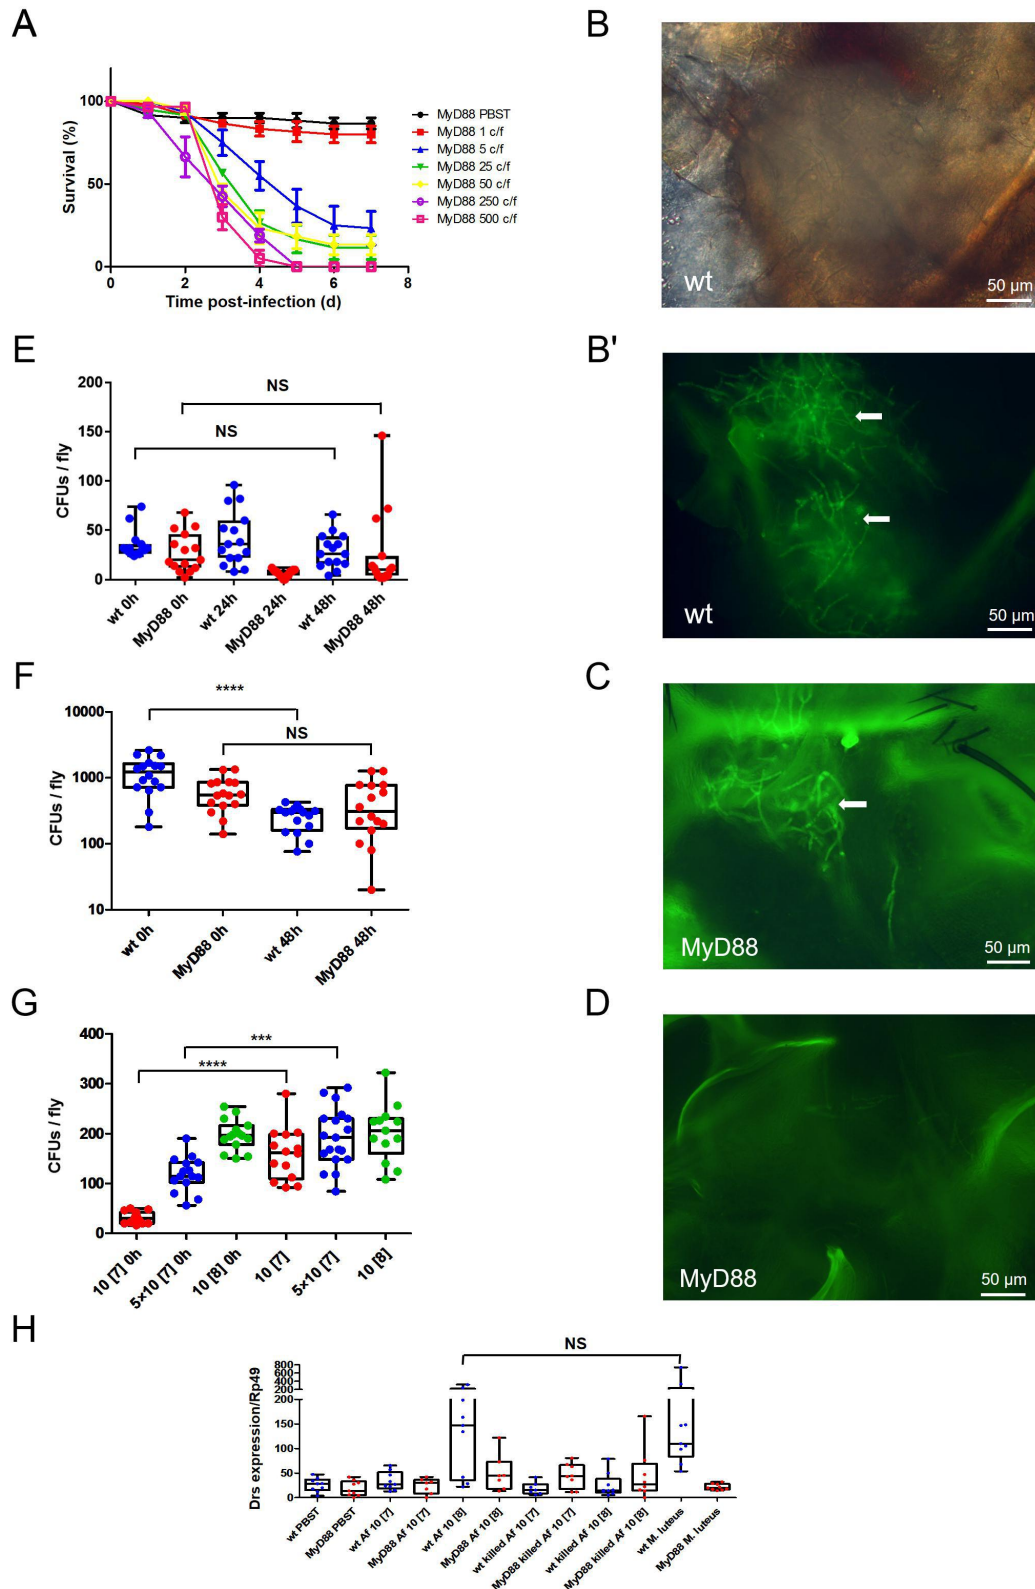 A
Survival (%)
100
50
0
0 2 4 6 8
Time post-infection (d)
MyD88 PBST
MyD88 1 c/f
MyD88 5 c/f
MyD88 25 c/f
MyD88 50 c/f
MyD88 250 c/f
MyD88 500 c/f
B
wt
50 µm
E
CFUs / fly
200
150
100
50
0
NS
NS
wt 0h
MyD88 0h
wt 24h
MyD88 24h
wt 48h
MyD88 48h
B'
wt
50 µm
F
CFUs / fly
10000
1000
100
10
****
NS
wt 0h
MyD88 0h
wt 48h
MyD88 48h
C
MyD88
50 µm
G
CFUs / fly
400
300
200
100
0
***
****
10 [7] 0h
5×10 [7] 0h
10 [8] 0h
10 [7]
5×10 [7]
10 [8]
D
MyD88
50 µm
H
Drs expression/Rp49
800
600
400
200
200
150
100
50
0
NS
wt PBST
MyD88 PBST
wt Af 10 [7]
MyD88 Af 10 [7]
wt Af 10 [8]
MyD88 Af 10 [8]
wt killed Af 10 [7]
MyD88 killed Af 10 [7]
wt killed Af 10 [8]
MyD88 killed Af 10 [8]
wt M. luteus
MyD88 M. luteus